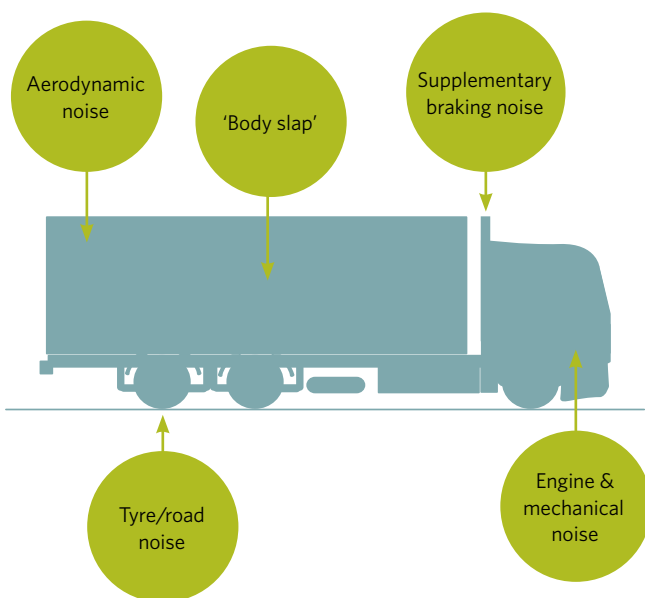 Aerodynamic
noise
‘Body slap’
Supplementary
braking noise
Tyre/road
noise
Engine &
mechanical
noise